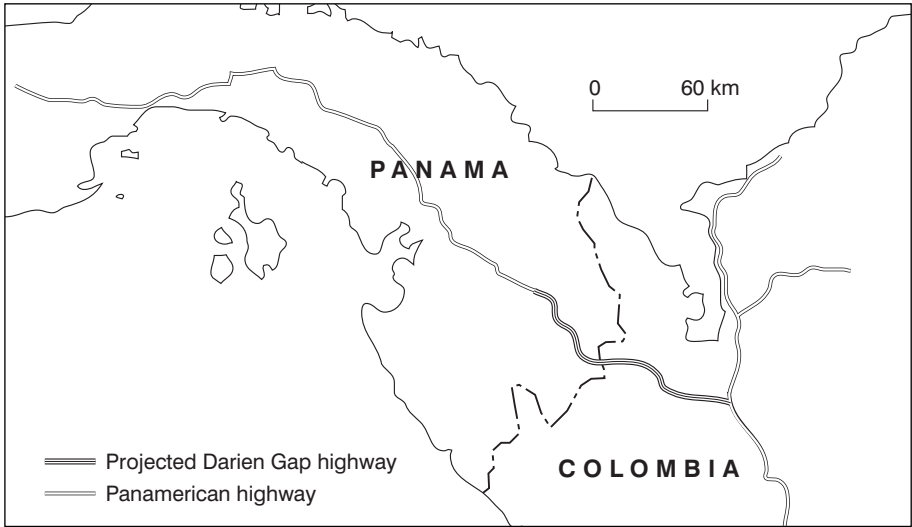 0 60 km
PANAMA
Projected Darien Gap highway
COLOMBIA
Panamerican highway